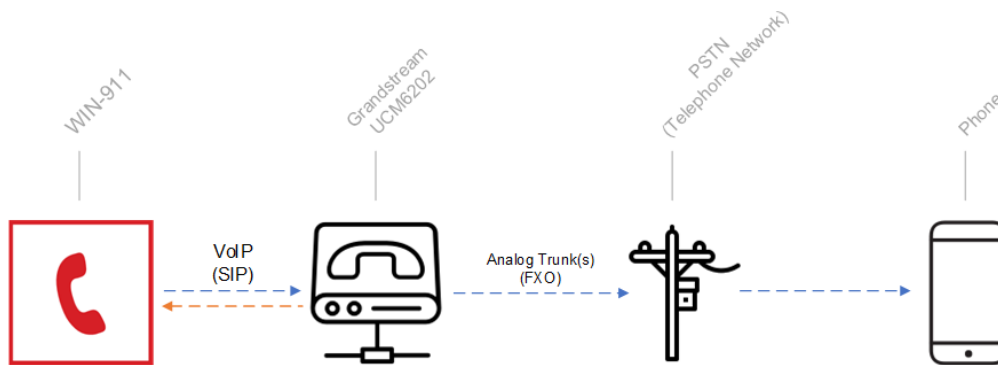 WIN-911
Grandstream
UCM6202
PSTN
(Telephone Network)
Phone
VoIP
(SIP)
Analog Trunk(s)
(FXO)